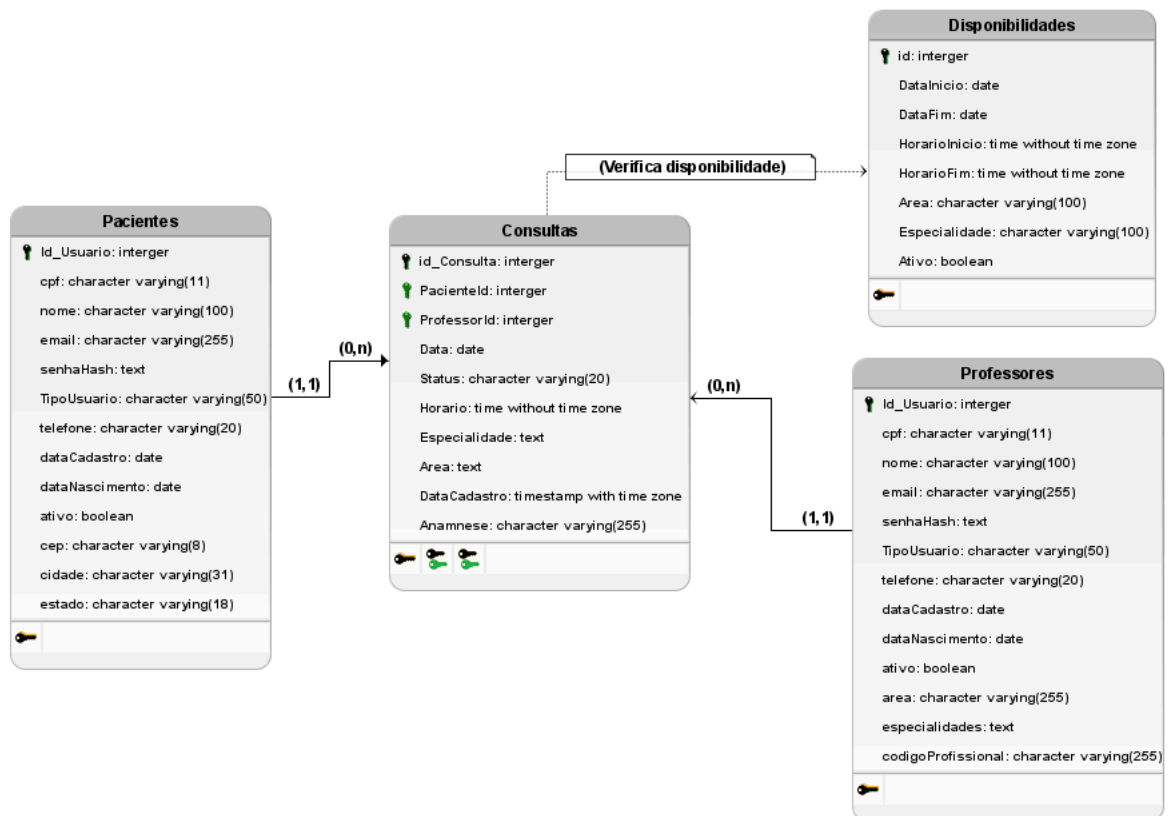 Disponibilidades
id: interger
DataInicio: date
DataFim: date
HorarioInicio: time without time zone
HorarioFim: time without time zone
Area: character varying(100)
Especialidade: character varying(100)
Ativo: boolean
(Verifica disponibilidade)
Pacientes
Id_Usuario: interger
cpf: character varying(11)
nome: character varying(100)
email: character varying(255)
senhaHash: text
TipoUsuario: character varying(50)
telefone: character varying(20)
dataCadastro: date
dataNascimento: date
ativo: boolean
cep: character varying(8)
cidade: character varying(31)
estado: character varying(18)
(1,1)
(0,n)
Consultas
id_Consulta: interger
PacienteId: interger
ProfessorId: interger
Data: date
Status: character varying(20)
Horario: time without time zone
Especialidade: text
Area: text
DataCadastro: timestamp with time zone
Anamnese: character varying(255)
(0,n)
(1,1)
Professores
Id_Usuario: interger
cpf: character varying(11)
nome: character varying(100)
email: character varying(255)
senhaHash: text
TipoUsuario: character varying(50)
telefone: character varying(20)
dataCadastro: date
dataNascimento: date
ativo: boolean
area: character varying(255)
especialidades: text
codigoProfissional: character varying(255)